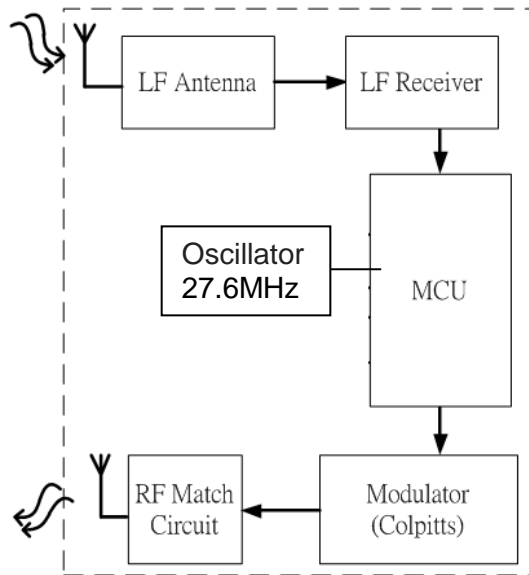 LF Antenna
LF Receiver
Oscillator
27.6MHz
MCU
RF Match
Circuit
Modulator
(Colpitts)